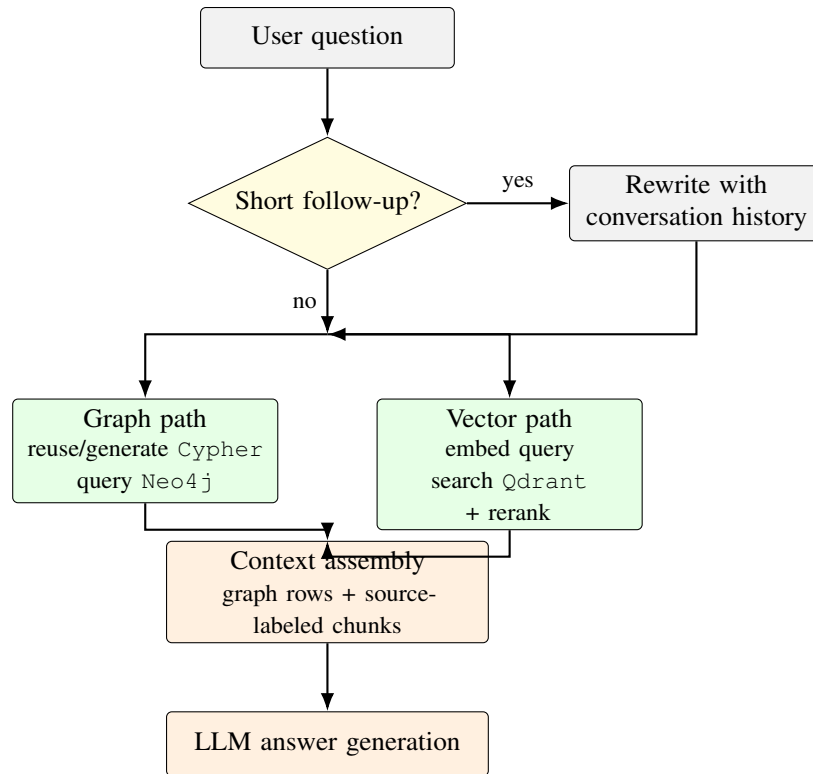 User question
Short follow-up?
yes
Rewrite with
conversation history
no
Graph path
reuse/generate Cypher
query Neo4j
Vector path
embed query
search Qdrant
+ rerank
Context assembly
graph rows + source-
labeled chunks
LLM answer generation